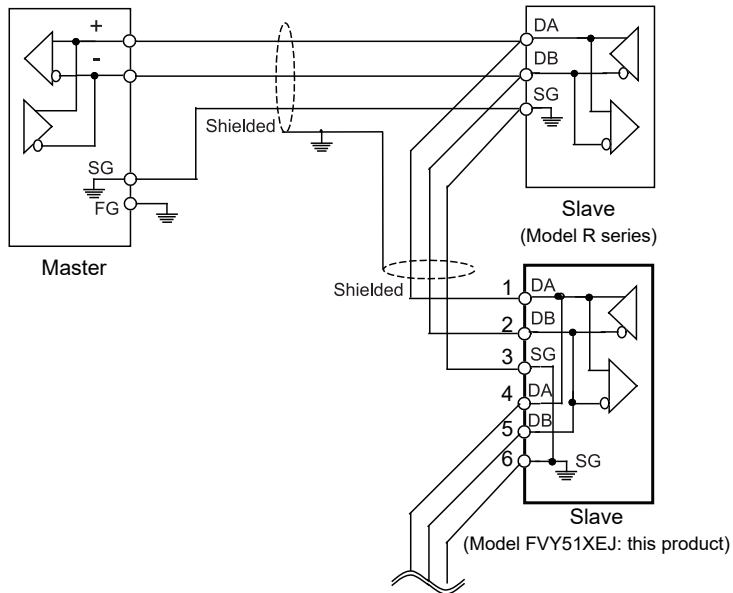 +
-
SG
FG
Master
Shielded
DA
DB
SG
Slave
(Model R series)
Shielded
1 DA
2 DB
3 SG
4 DA
5 DB
6 SG
Slave
(Model FVY51XEJ: this product)